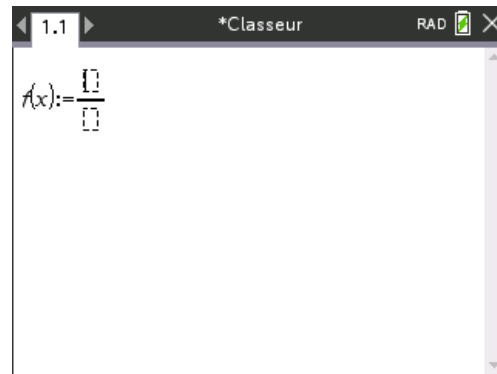 1.1 *Classeur RAD
f(x):=